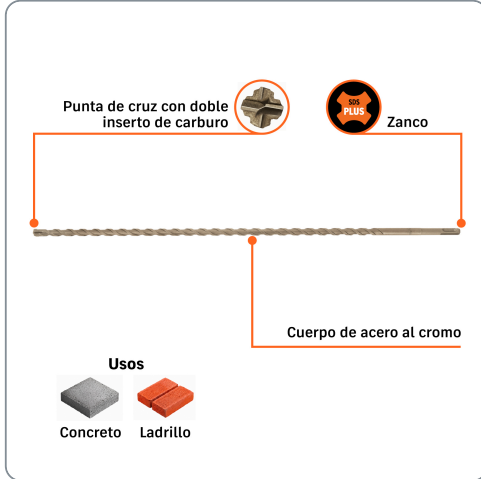 Punta de cruz con doble
inserto de carburo
SDS
PLUS
Zanco
Cuerpo de acero al cromo
Usos
Concreto
Ladrillo